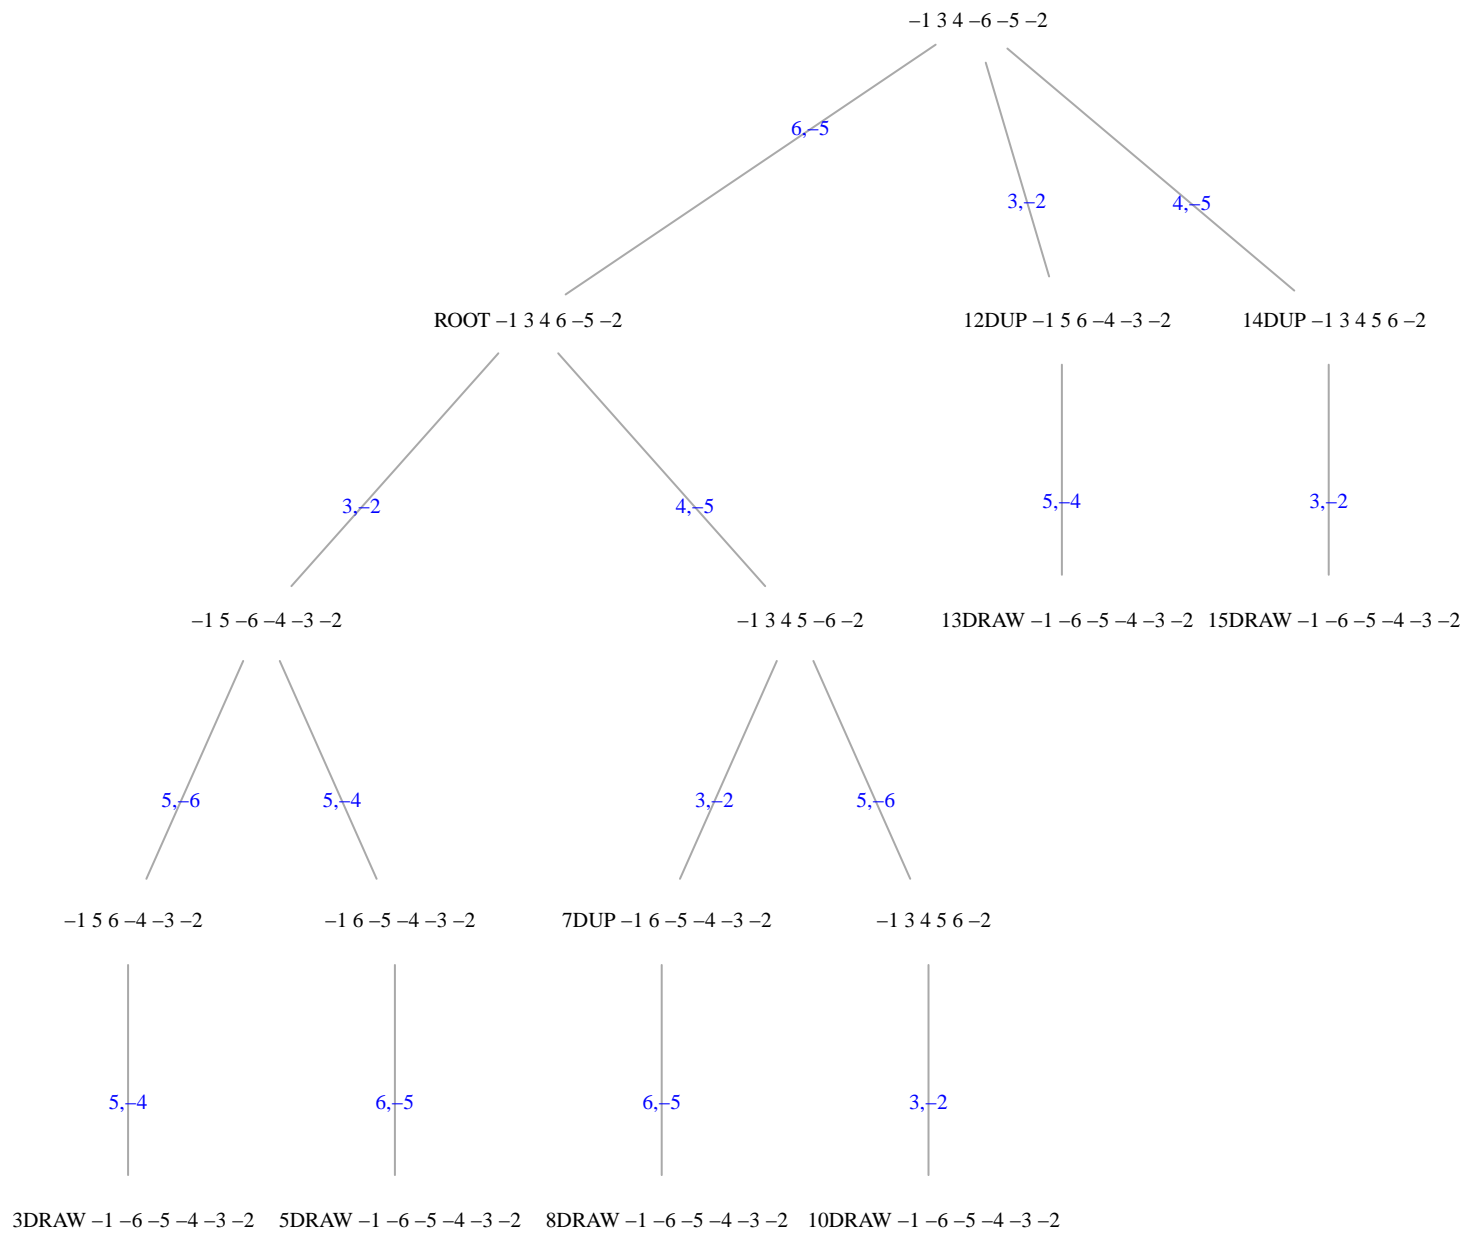 –1 3 4 –6 –5 –2
6,–5
3,–2
4,–5
ROOT –1 3 4 6 –5 –2
12DUP –1 5 6 –4 –3 –2
14DUP –1 3 4 5 6 –2
3,–2
4,–5
5,–4
3,–2
–1 5 –6 –4 –3 –2
–1 3 4 5 –6 –2
13DRAW –1 –6 –5 –4 –3 –2
15DRAW –1 –6 –5 –4 –3 –2
5,–6
5,–4
3,–2
5,–6
–1 5 6 –4 –3 –2
–1 6 –5 –4 –3 –2
7DUP –1 6 –5 –4 –3 –2
–1 3 4 5 6 –2
5,–4
6,–5
6,–5
3,–2
3DRAW –1 –6 –5 –4 –3 –2
5DRAW –1 –6 –5 –4 –3 –2
8DRAW –1 –6 –5 –4 –3 –2
10DRAW –1 –6 –5 –4 –3 –2